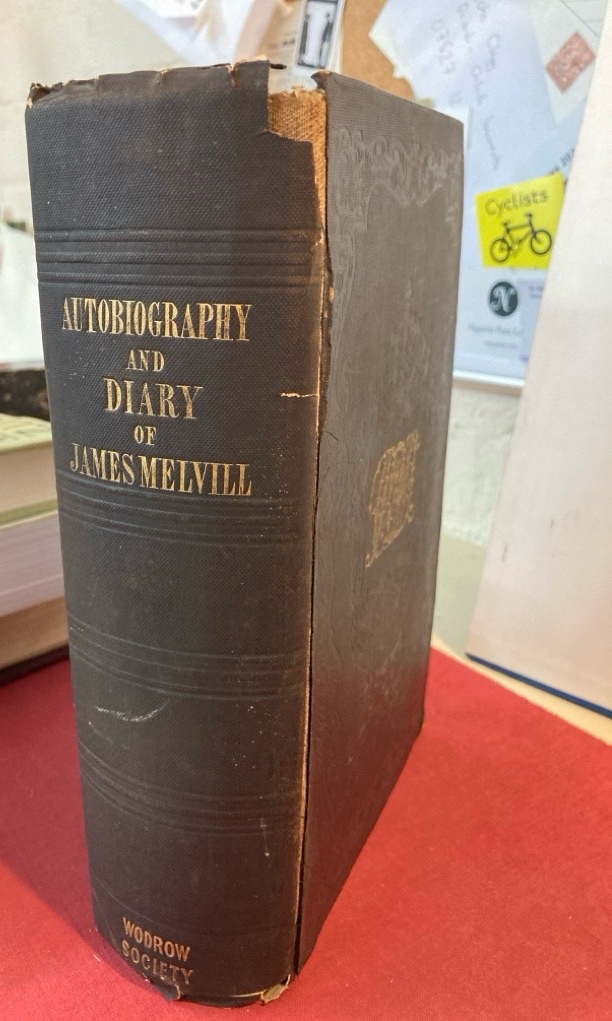 AUTOBIOGRAPHY
AND
DIARY
OF
JAMES MELVILL
WODROW
SOCIETY
Cyclists
N